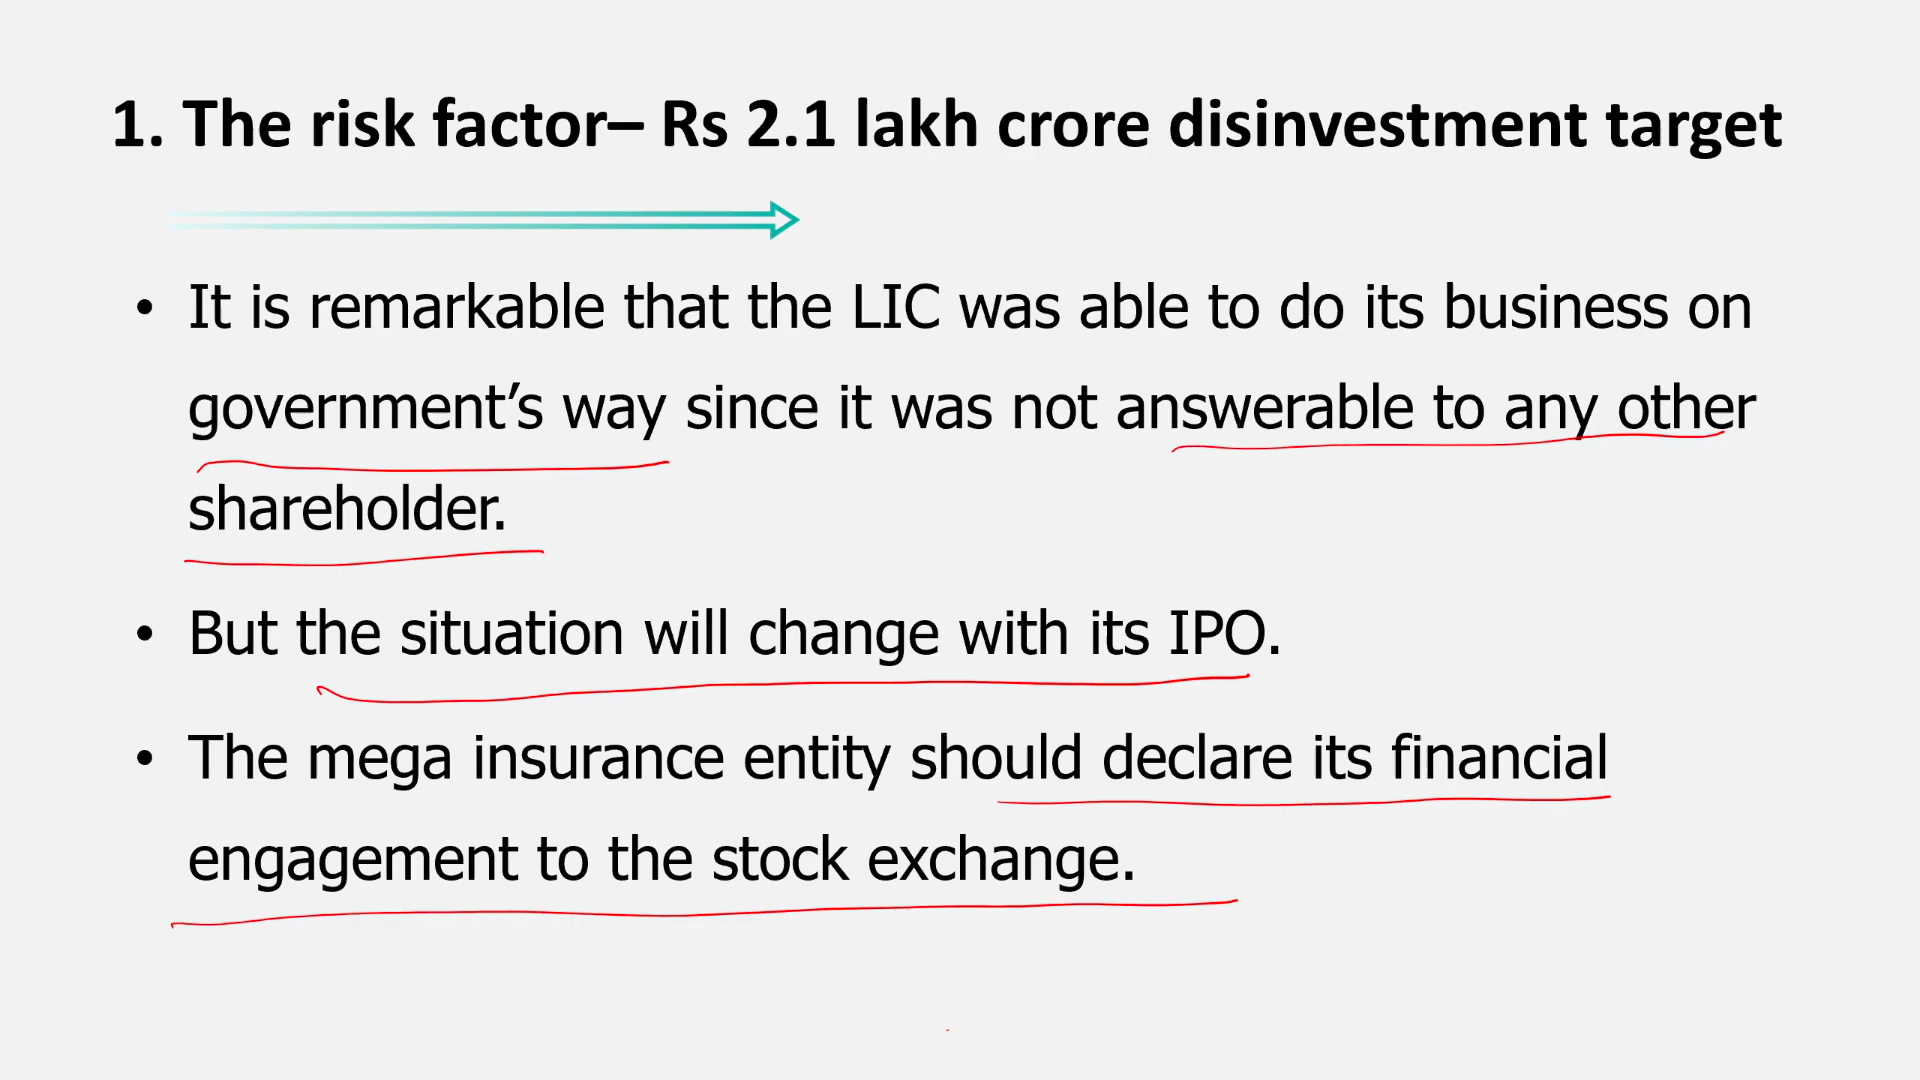 1. The risk factor– Rs 2.1 lakh crore disinvestment target
• It is remarkable that the LIC was able to do its business on
government’s way since it was not answerable to any other
shareholder.
• But the situation will change with its IPO.
• The mega insurance entity should declare its financial
engagement to the stock exchange.